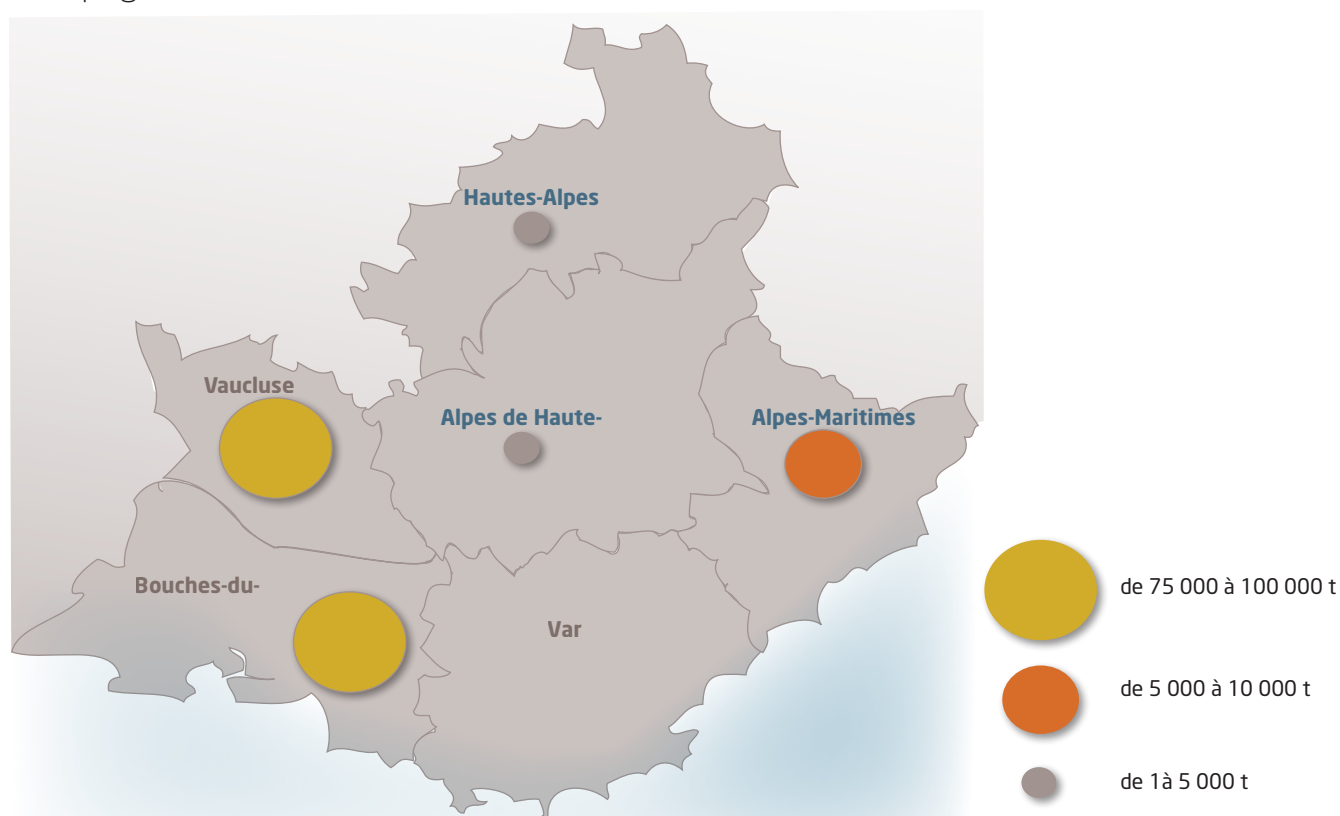 Hautes-Alpes
Vaucluse
Alpes de Haute-
Alpes-Maritimes
Bouches-du-
Var
de 75 000 à 100 000 t
de 5 000 à 10 000 t
de 1à 5 000 t